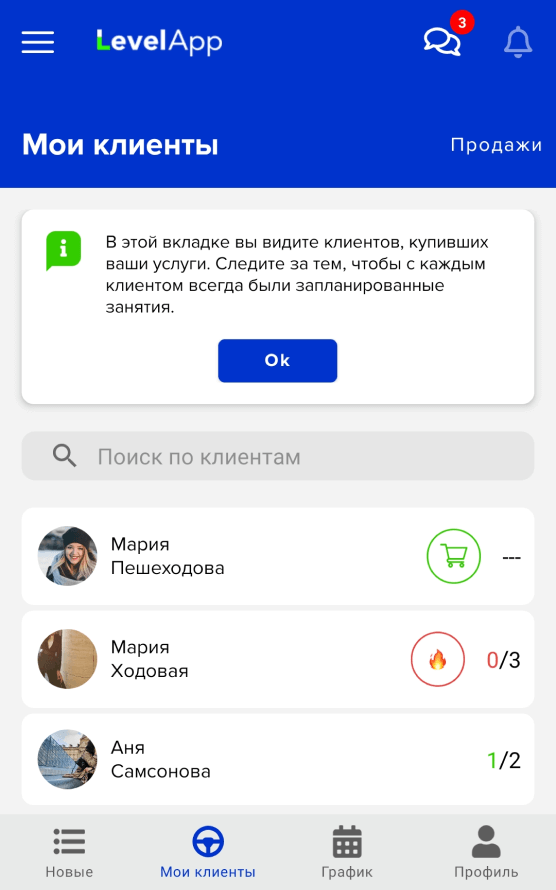 LevelApp
3
Мои клиенты
Продажи
В этой вкладке вы видите клиентов, купивших
ваши услуги. Следите за тем, чтобы с каждым
клиентом всегда были запланированные
занятия.
Ok
Поиск по клиентам
Мария
Пешеходова
---
Мария
Ходовая
0/3
Аня
Самсонова
1/2
Новые
Мои клиенты
График
Профиль